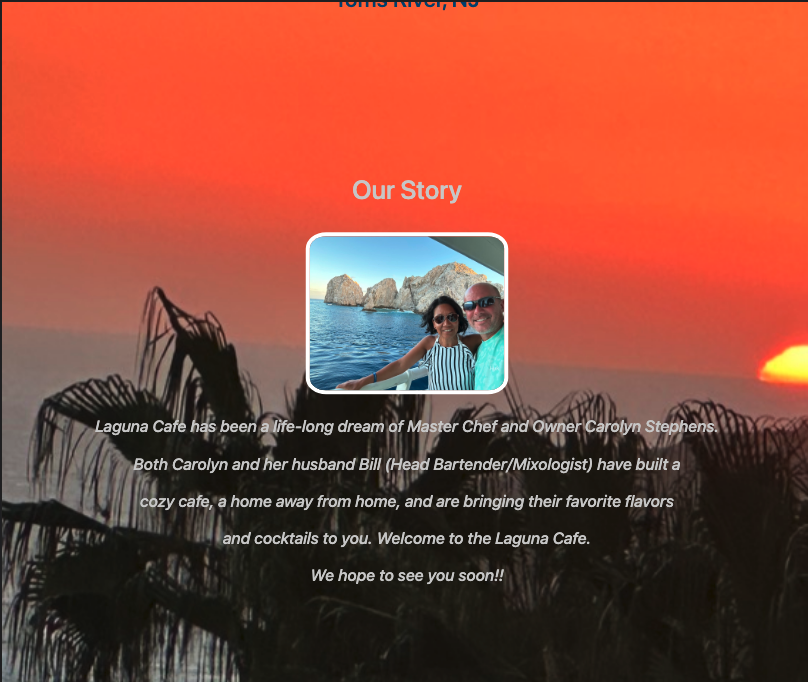 Toms River, NJ
Our Story
Laguna Cafe has been a life-long dream of Master Chef and Owner Carolyn Stephens.
Both Carolyn and her husband Bill (Head Bartender/Mixologist) have built a
cozy cafe, a home away from home, and are bringing their favorite flavors
and cocktails to you. Welcome to the Laguna Cafe.
We hope to see you soon!!